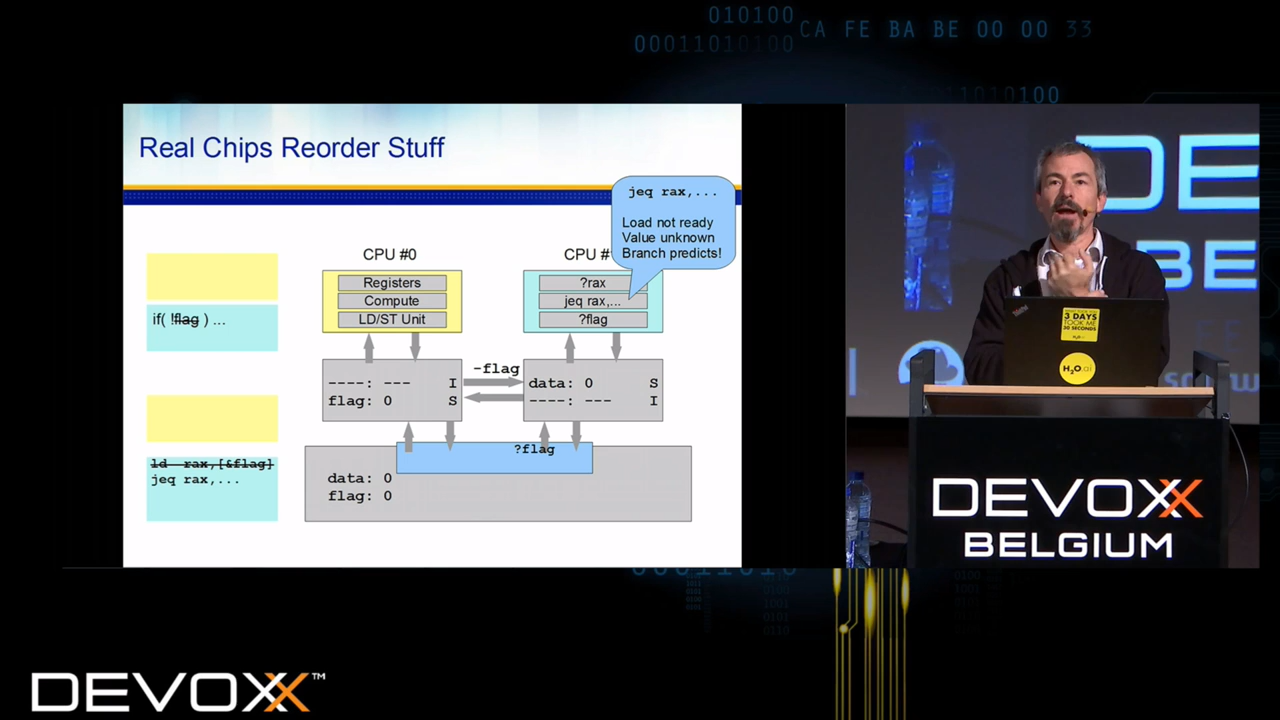 010100
00011010100
CA FE BA BE 00 00 33
11010100
Real Chips Reorder Stuff
jeq rax,...
Load not ready
Value unknown
Branch predicts!
CPU #0
CPU #
Registers
Compute
LD/ST Unit
?rax
jeq rax,...
?flag
if( !flag ) ...
----: --- I
flag: 0 S
-flag
data: 0 S
----: --- I
ld rax,[&flag]
jeq rax,...
?flag
data: 0
flag: 0
DE
BE
3 DAYS
TOOK ME
30 SECONDS
H2O.ai
DEVOXX
BELGIUM
DEVOXX™